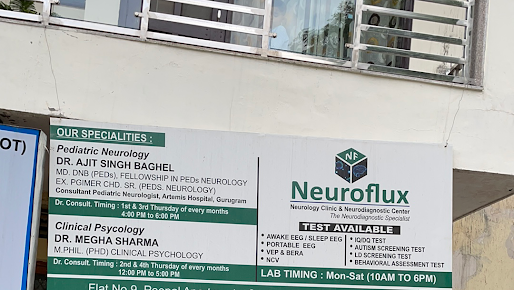 OT)
OUR SPECIALITIES :
Pediatric Neurology
DR. AJIT SINGH BAGHEL
MD. DNB (PEDs), FELLOWSHIP IN PEDs NEUROLOGY
EX. PGIMER CHD. SR. (PEDS. NEUROLOGY)
Consultant Pediatric Neurologist, Artemis Hospital, Gurugram
Dr. Consult. Timing : 1st & 3rd Thursday of every months
4:00 PM to 6:00 PM
Clinical Psycology
DR. MEGHA SHARMA
M.PHIL. (PHD) CLINICAL PSYCHOLOGY
Dr. Consult Timing : 2nd & 4th Thursday of every months
12:00 PM to 5:00 PM
NF
Neuroflux
Neurology Clinic & Neurodiagnostic Center
The Neurodiagnostic Specialist
TEST AVAILABLE
• AWAKE EEG / SLEEP EEG
• PORTABLE EEG
• VEP & BERA
• NCV
• IQ/DQ TEST
• AUTISM SCREENING TEST
• LD SCREENING TEST
• BEHAVIORAL ASSESSMENT TEST
LAB TIMING : Mon-Sat (10AM TO 6PM)
Flat No 9